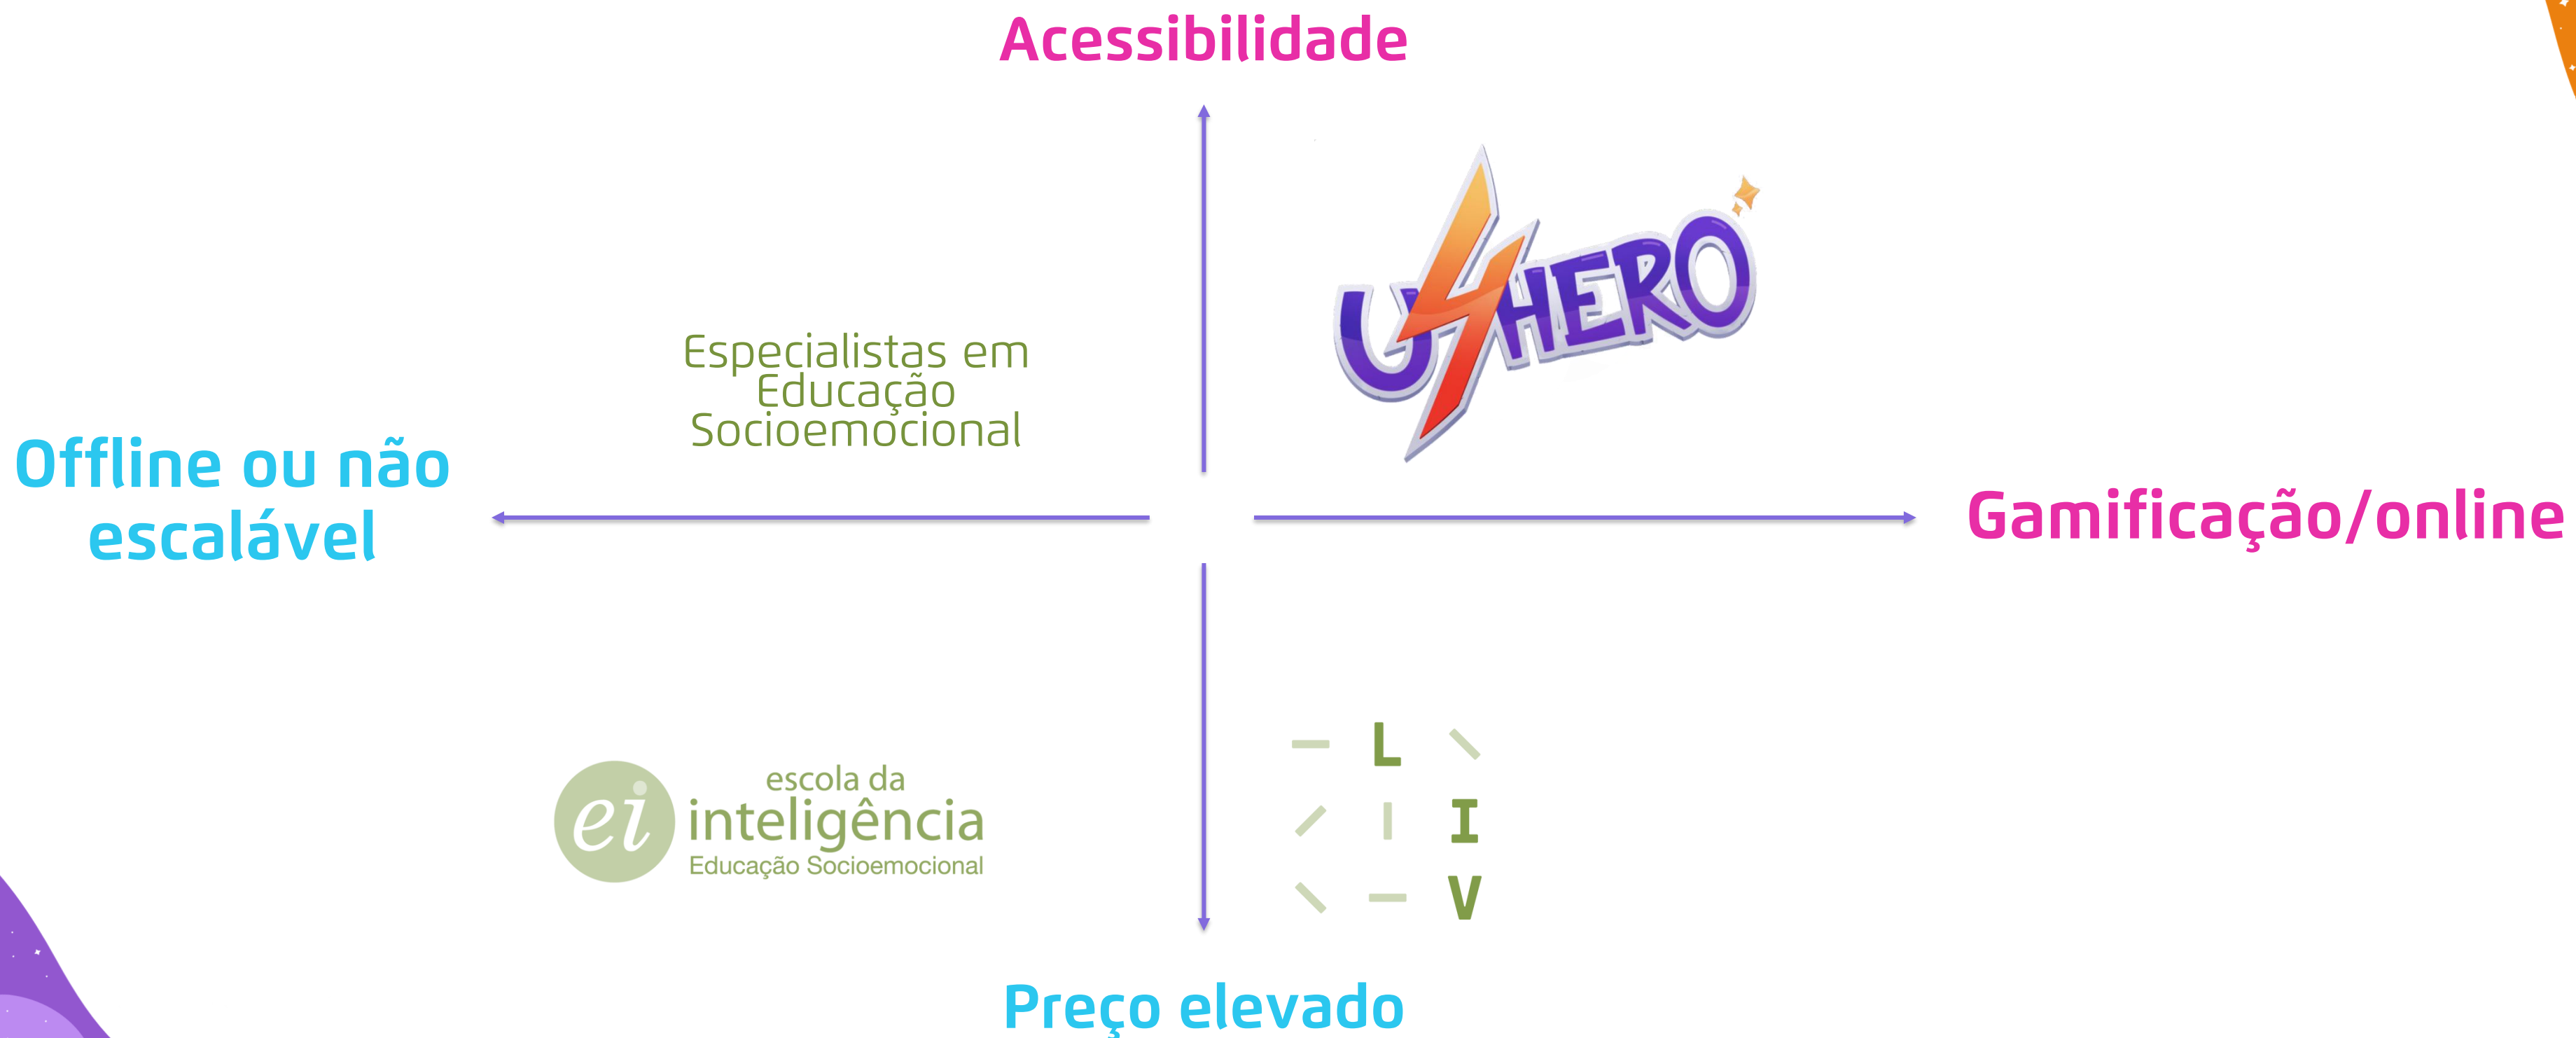 Acessibilidade
U4HERO
Especialistas em
Educação
Socioemocional
Offline ou não
escalável
Gamificação/online
ei
escola da
inteligência
Educação Socioemocional
L
I
V
Preço elevado